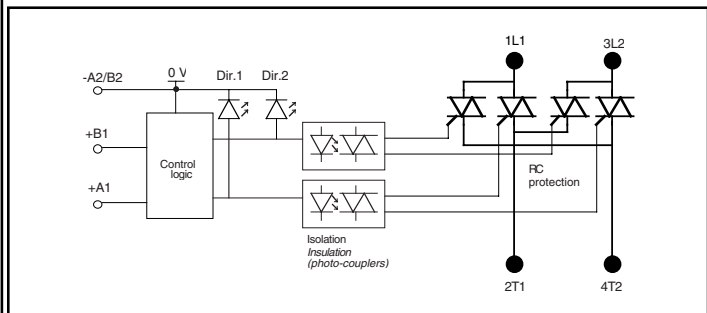 1L1
3L2
-A2/B2
0 V
Dir.1
Dir.2
+B1
Control
logic
+A1
RC
protection
Isolation
Insulation
(photo-couplers)
2T1
4T2